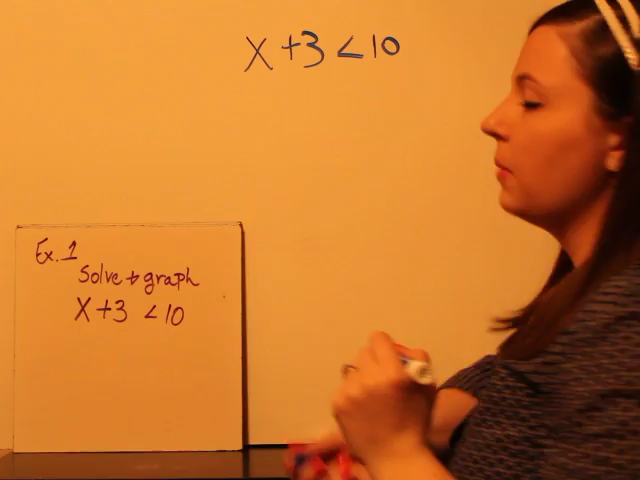 x + 3 < 10
Ex. 1
Solve + graph
x + 3 < 10